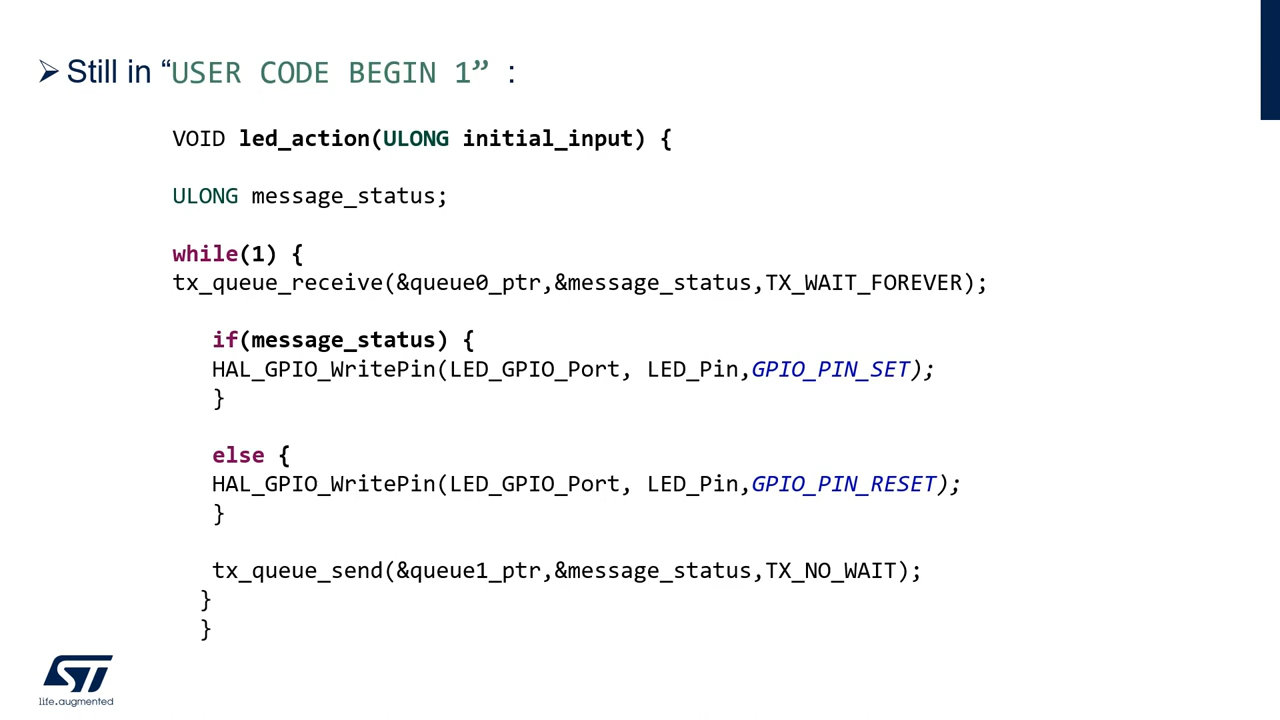 ➢ Still in “USER CODE BEGIN 1” :
VOID led_action(ULONG initial_input) {
ULONG message_status;
while(1) {
tx_queue_receive(&queue0_ptr,&message_status,TX_WAIT_FOREVER);
if(message_status) {
HAL_GPIO_WritePin(LED_GPIO_Port, LED_Pin,GPIO_PIN_SET);
}
else {
HAL_GPIO_WritePin(LED_GPIO_Port, LED_Pin,GPIO_PIN_RESET);
}
tx_queue_send(&queue1_ptr,&message_status,TX_NO_WAIT);
}
}
ST
life.augmented